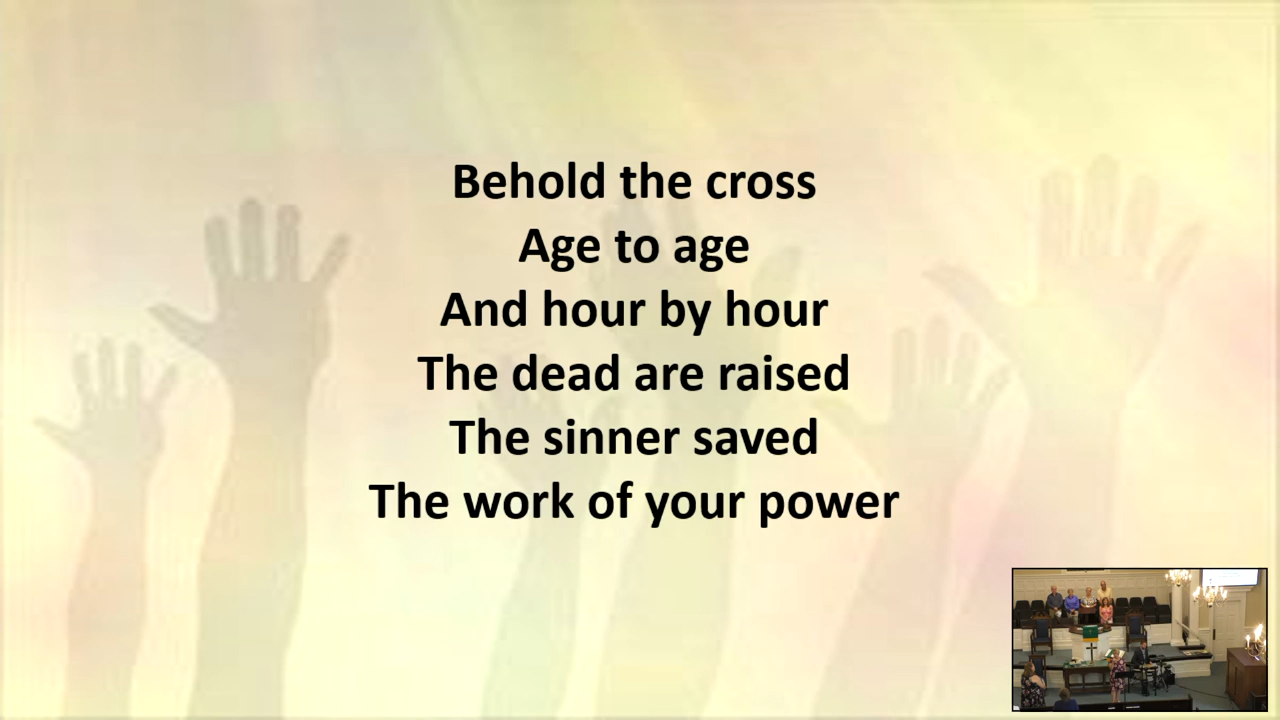 Behold the cross
Age to age
And hour by hour
The dead are raised
The sinner saved
The work of your power